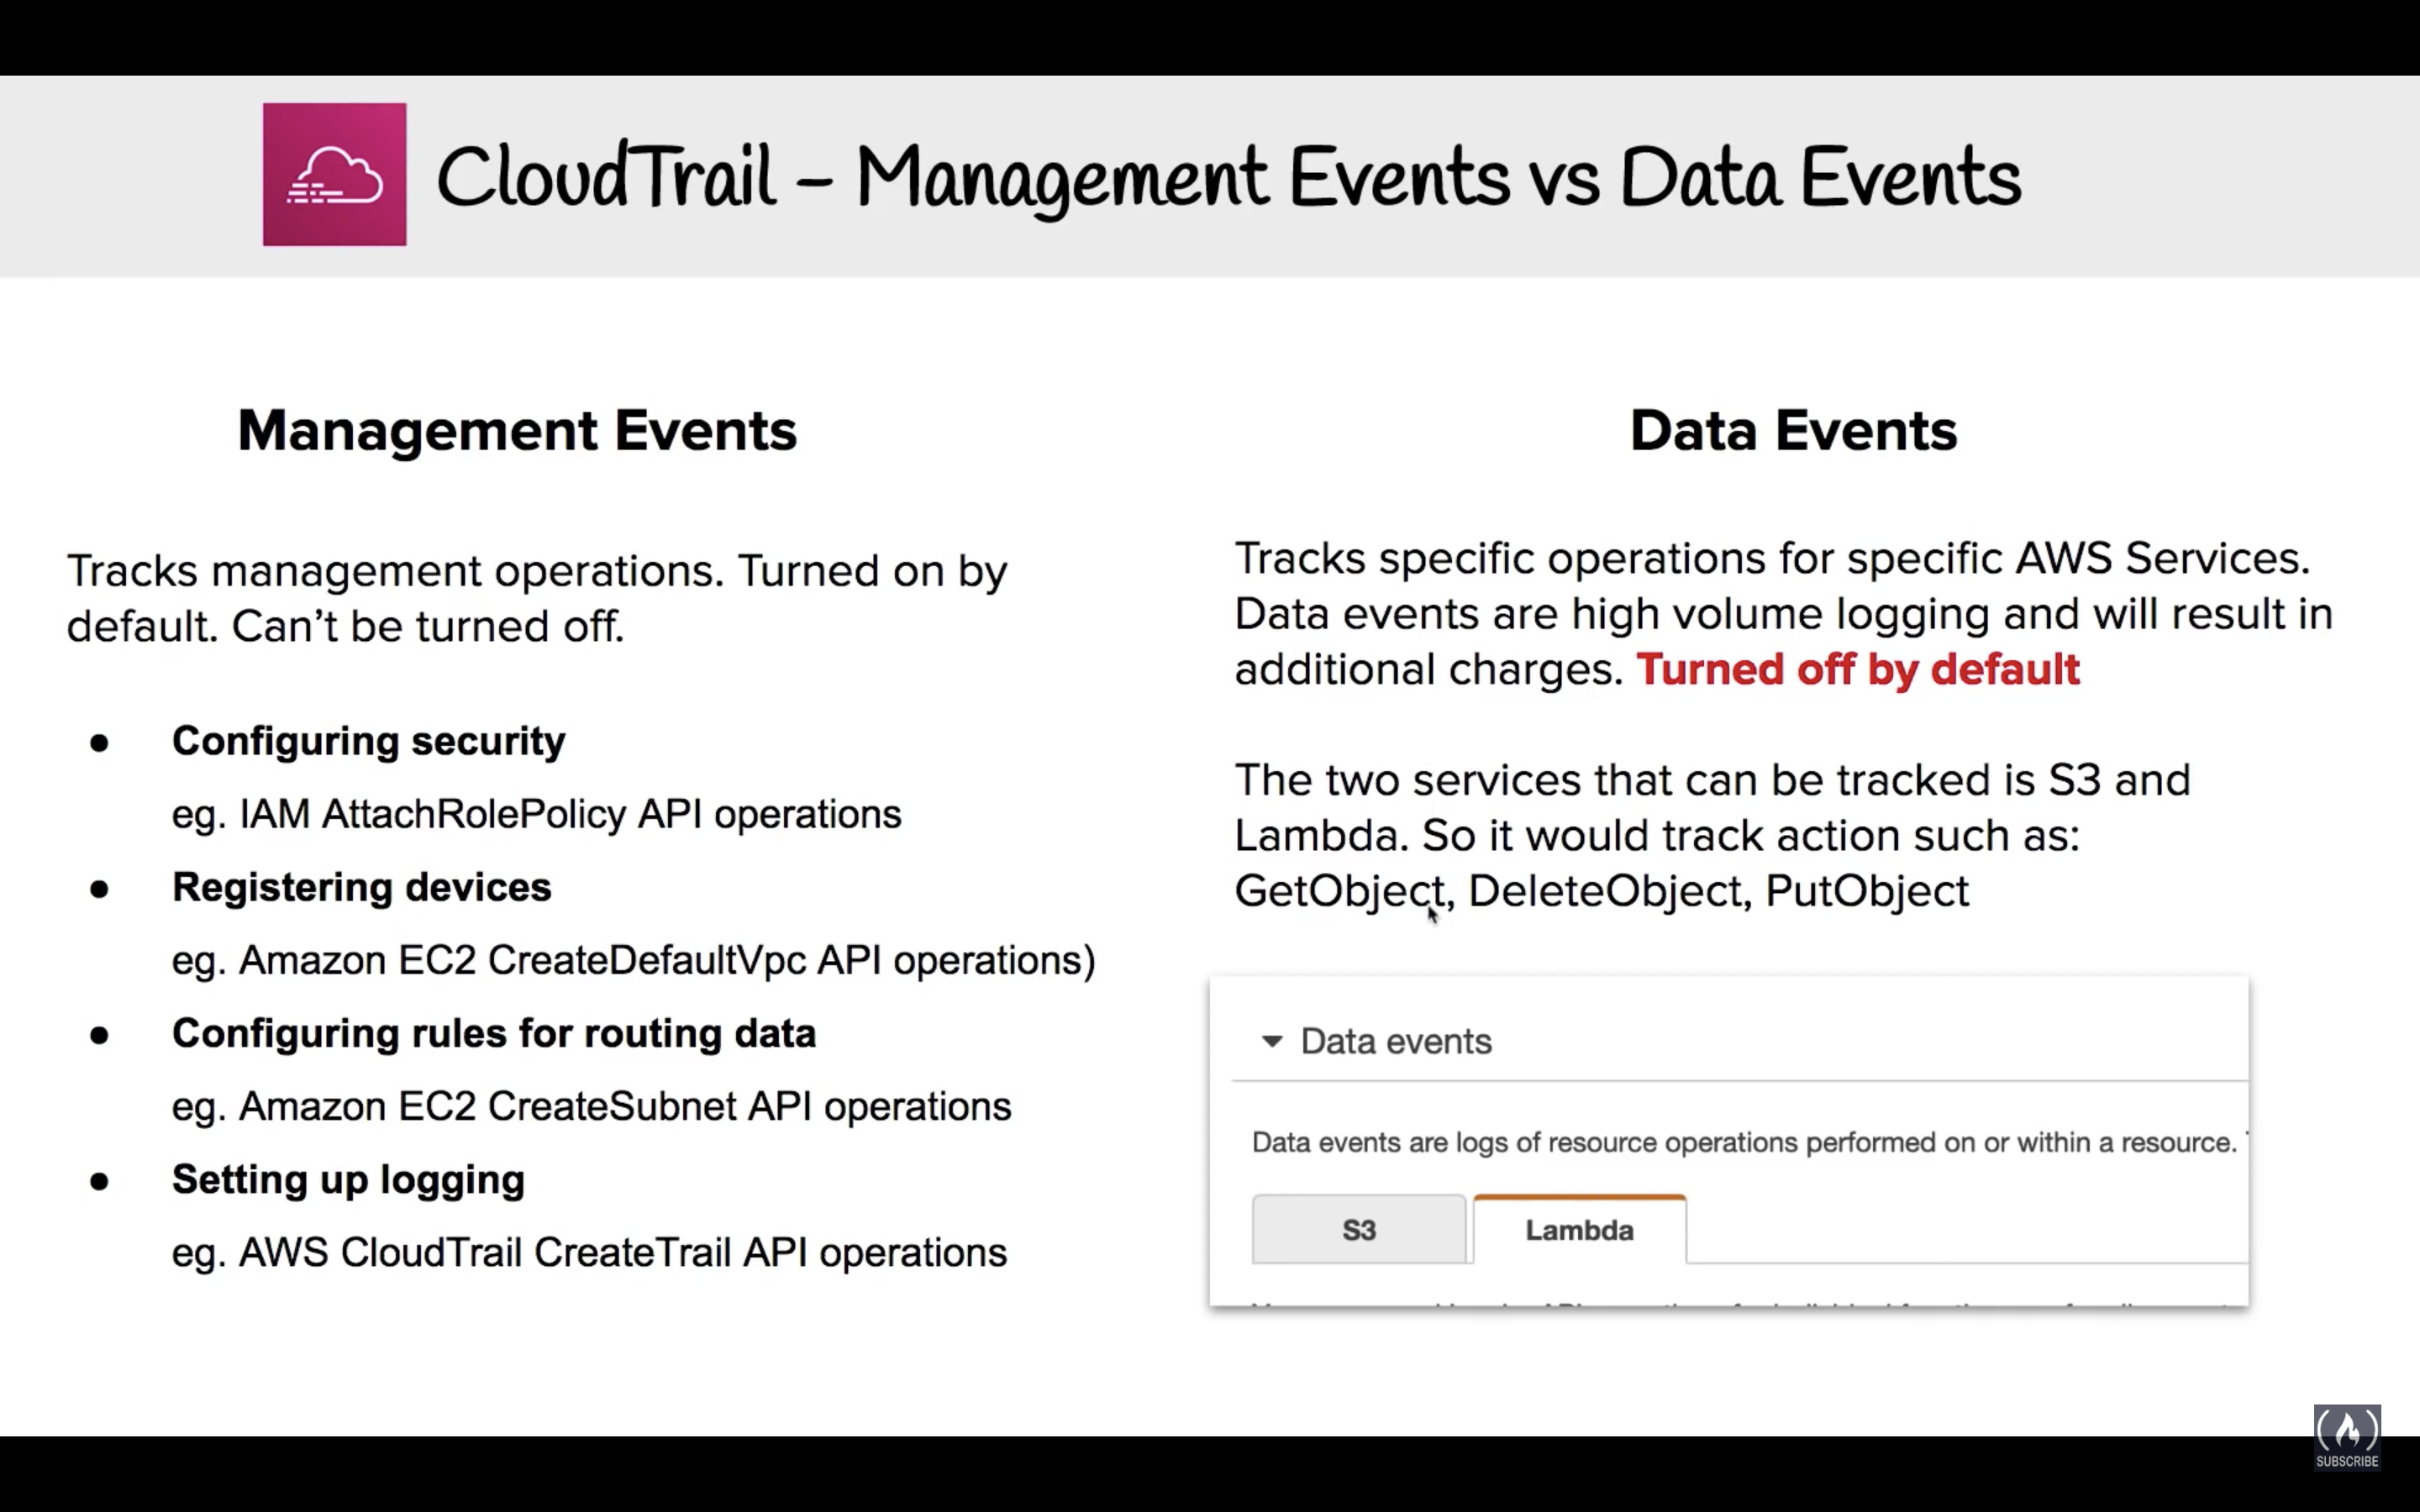 CloudTrail – Management Events vs Data Events
Management Events
Tracks management operations. Turned on by
default. Can’t be turned off.
● Configuring security
eg. IAM AttachRolePolicy API operations
● Registering devices
eg. Amazon EC2 CreateDefaultVpc API operations)
● Configuring rules for routing data
eg. Amazon EC2 CreateSubnet API operations
● Setting up logging
eg. AWS CloudTrail CreateTrail API operations
Data Events
Tracks specific operations for specific AWS Services.
Data events are high volume logging and will result in
additional charges. Turned off by default
The two services that can be tracked is S3 and
Lambda. So it would track action such as:
GetObject, DeleteObject, PutObject
Data events
Data events are logs of resource operations performed on or within a resource.
S3
Lambda
SUBSCRIBE